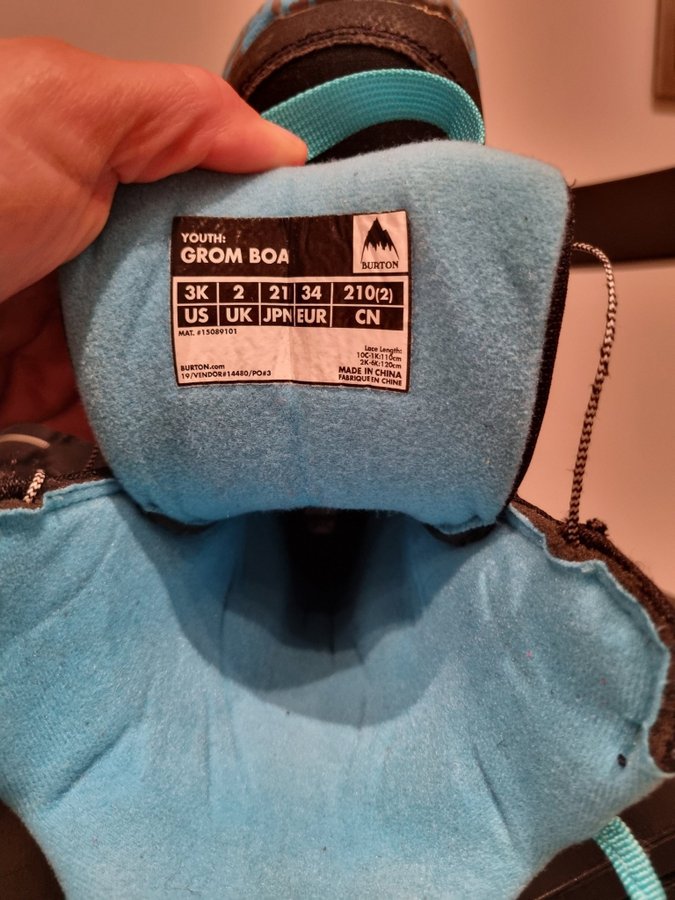 YOUTH:
GROM BOA
BURTON
3K 2 21 34 210(2)
US UK JPN EUR CN
MAT. #15089101
Lace Length:
10C-1K:110cm
2K-6K:120cm
BURTON.com
19/VENDOR#14480/PO#3
MADE IN CHINA
FABRIQUE EN CHINE